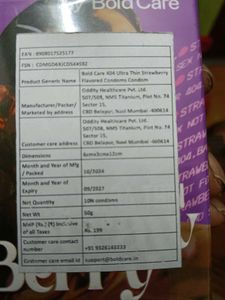 Bold Care
EAN : 8908017525177
FSN :
Product Generic Name
Bold Care 404 Ultra Thin Strawberry
Flavored Condoms Condom
Manufacturer/Packer/
Marketed by address
Oddity Healthcare Pvt. Ltd.
507/508, NMS Titanium, Plot No. 74
Sector 15,
CBD Belapur, Navi Mumbai-400614
Customer care address
Oddity Healthcare Pvt. Ltd.
507/508, NMS Titanium, Plot No. 74
Sector 15,
CBD Belapur, Navi Mumbai-400614
Dimensions
Month and Year of Mfg
/ Packed
10/2024
Month and Year of
Expiry
09/2027
Net Quantity
10N condoms
Net Wt
50g
MRP (Rs.) (₹) Inclusive
of all Taxes
Rs. 199
Customer care contact
number
Customer care email id
support@boldcare.in
Berry